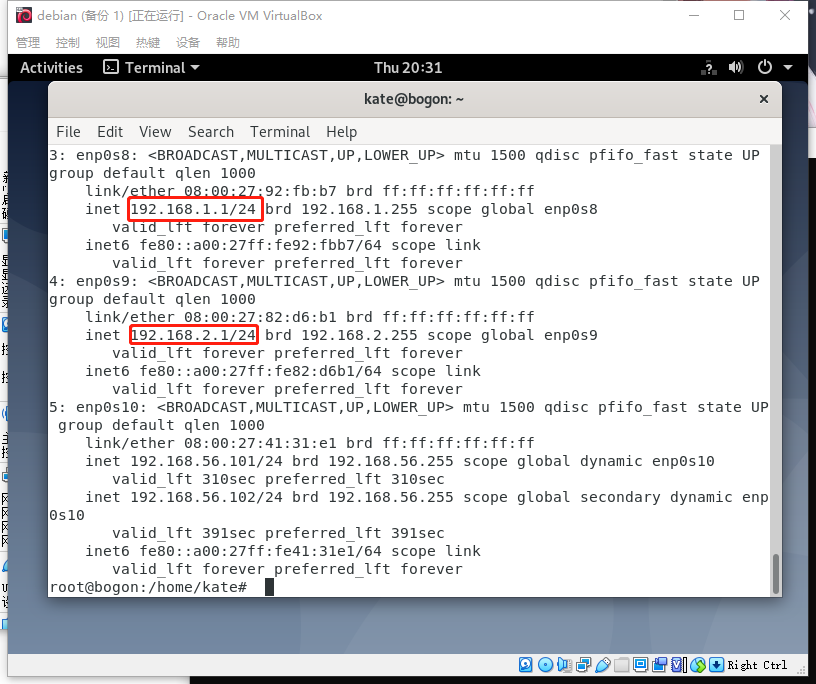 debian (备份 1) [正在运行] - Oracle VM VirtualBox
管理 控制 视图 热键 设备 帮助
Activities Terminal Thu 20:31
kate@bogon: ~
File Edit View Search Terminal Help
3: enp0s8: <BROADCAST,MULTICAST,UP,LOWER_UP> mtu 1500 qdisc pfifo_fast state UP
group default qlen 1000
link/ether 08:00:27:92:fb:b7 brd ff:ff:ff:ff:ff:ff
inet 192.168.1.1/24 brd 192.168.1.255 scope global enp0s8
valid_lft forever preferred_lft forever
inet6 fe80::a00:27ff:fe92:fbb7/64 scope link
valid_lft forever preferred_lft forever
4: enp0s9: <BROADCAST,MULTICAST,UP,LOWER_UP> mtu 1500 qdisc pfifo_fast state UP
group default qlen 1000
link/ether 08:00:27:82:d6:b1 brd ff:ff:ff:ff:ff:ff
inet 192.168.2.1/24 brd 192.168.2.255 scope global enp0s9
valid_lft forever preferred_lft forever
inet6 fe80::a00:27ff:fe82:d6b1/64 scope link
valid_lft forever preferred_lft forever
5: enp0s10: <BROADCAST,MULTICAST,UP,LOWER_UP> mtu 1500 qdisc pfifo_fast state UP
group default qlen 1000
link/ether 08:00:27:41:31:e1 brd ff:ff:ff:ff:ff:ff
inet 192.168.56.101/24 brd 192.168.56.255 scope global dynamic enp0s10
valid_lft 310sec preferred_lft 310sec
inet 192.168.56.102/24 brd 192.168.56.255 scope global secondary dynamic enp
0s10
valid_lft 391sec preferred_lft 391sec
inet6 fe80::a00:27ff:fe41:31e1/64 scope link
valid_lft forever preferred_lft forever
root@bogon:/home/kate#
Right Ctrl